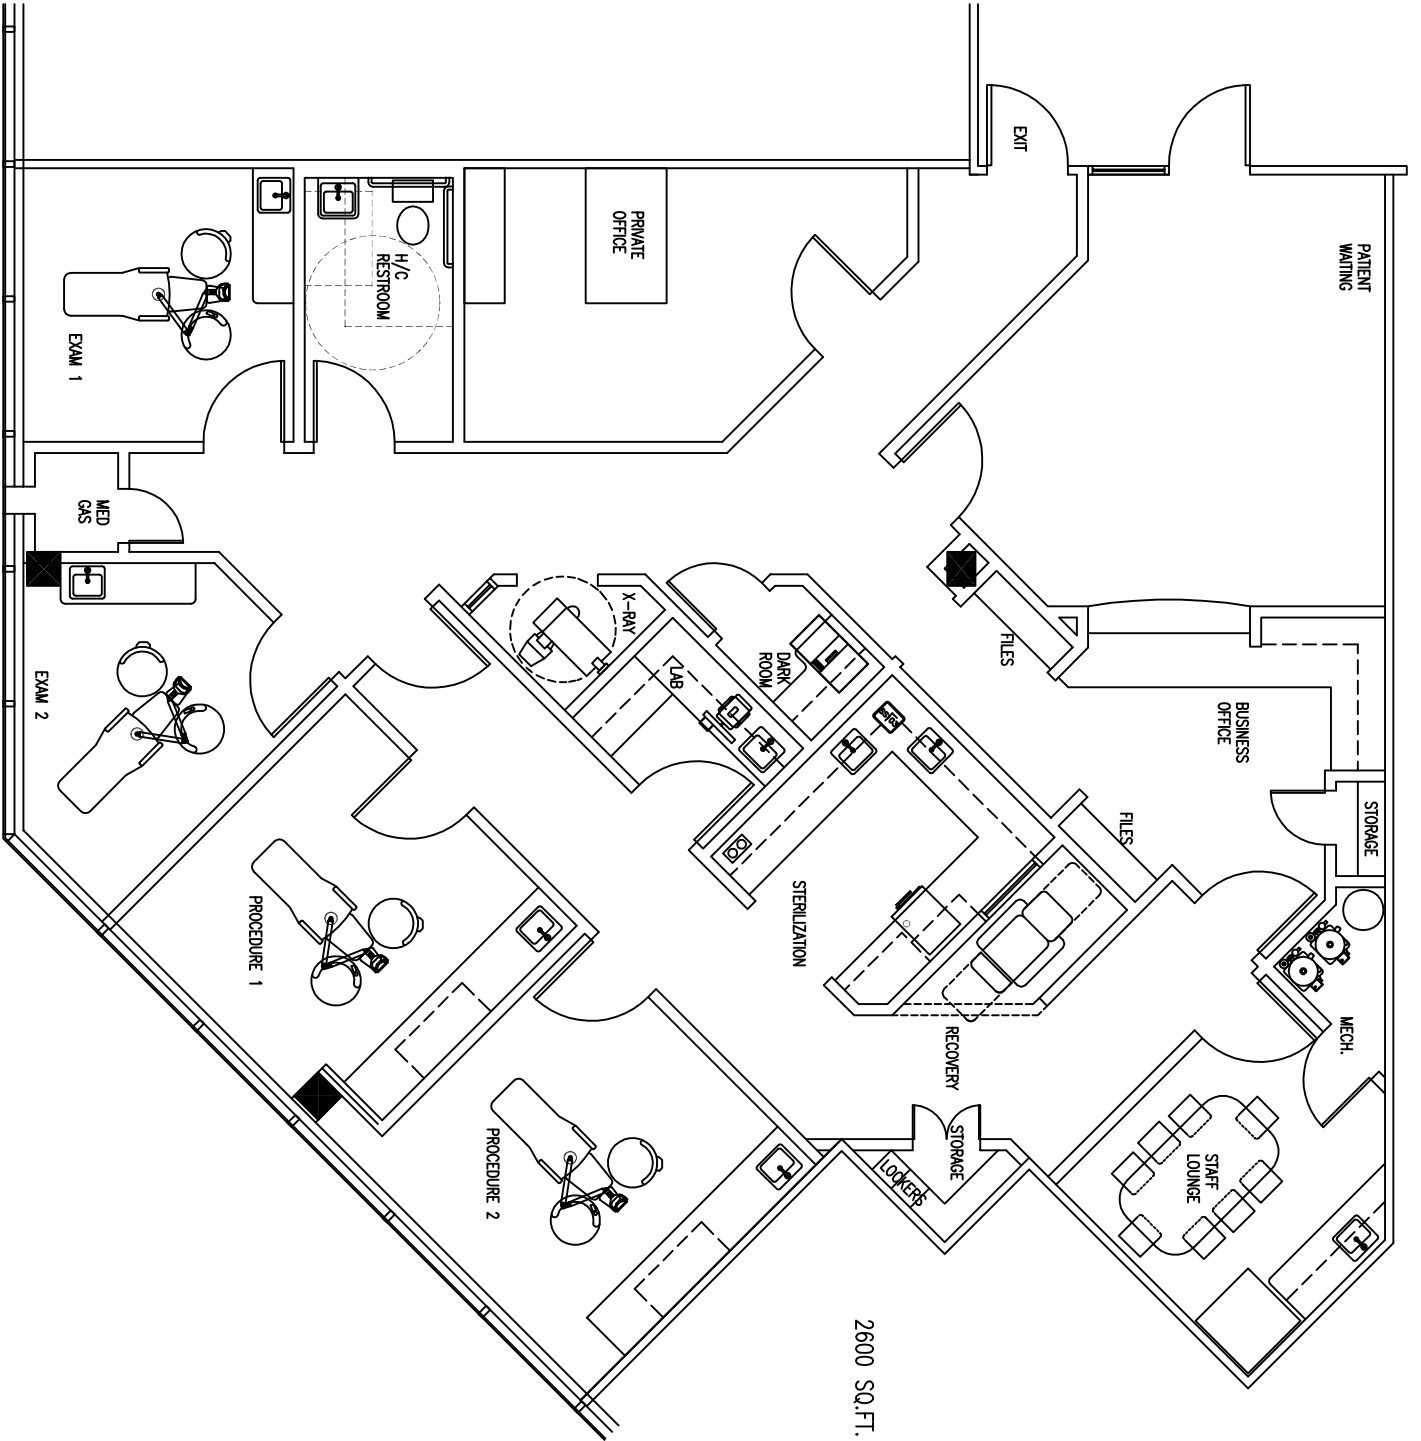 EXIT
PATIENT
WAITING
PRIVATE
OFFICE
H/C
RESTROOM
EXAM 1
MED
GAS
X-RAY
FILES
DARK
ROOM
LAB
EXAM 2
BUSINESS
OFFICE
STORAGE
FILES
STERILIZATION
PROCEDURE 1
MECH.
RECOVERY
STORAGE
LOCKERS
STAFF
LOUNGE
PROCEDURE 2
2600 SQ.FT.